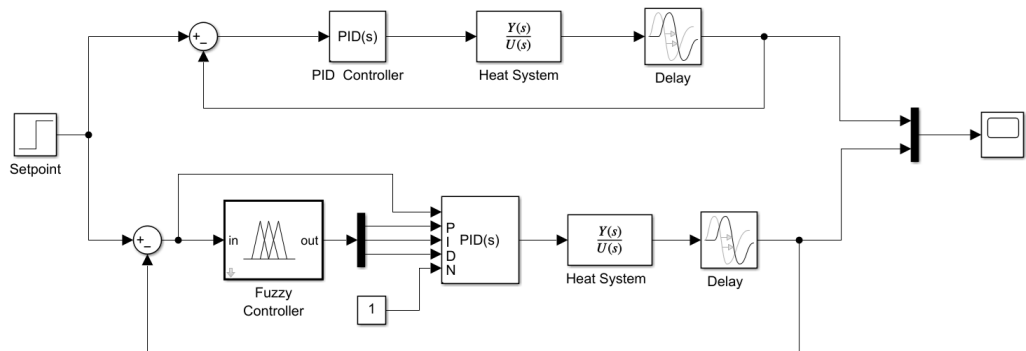 +
−
PID(s)
PID Controller
Y(s)
U(s)
Heat System
Delay
Setpoint
+
−
in
out
Fuzzy
Controller
P
I
D
N
PID(s)
1
Y(s)
U(s)
Heat System
Delay